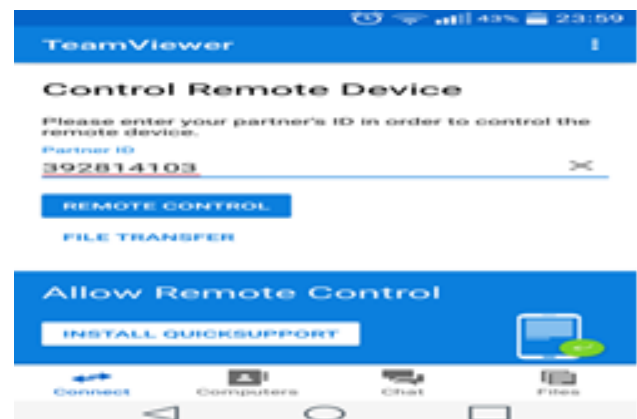 43% 23:59
TeamViewer
Control Remote Device
Please enter your partner's ID in order to control the
remote device.
Partner ID
392814103
REMOTE CONTROL
FILE TRANSFER
Allow Remote Control
INSTALL QUICKSUPPORT
Connect Computers Chat Files